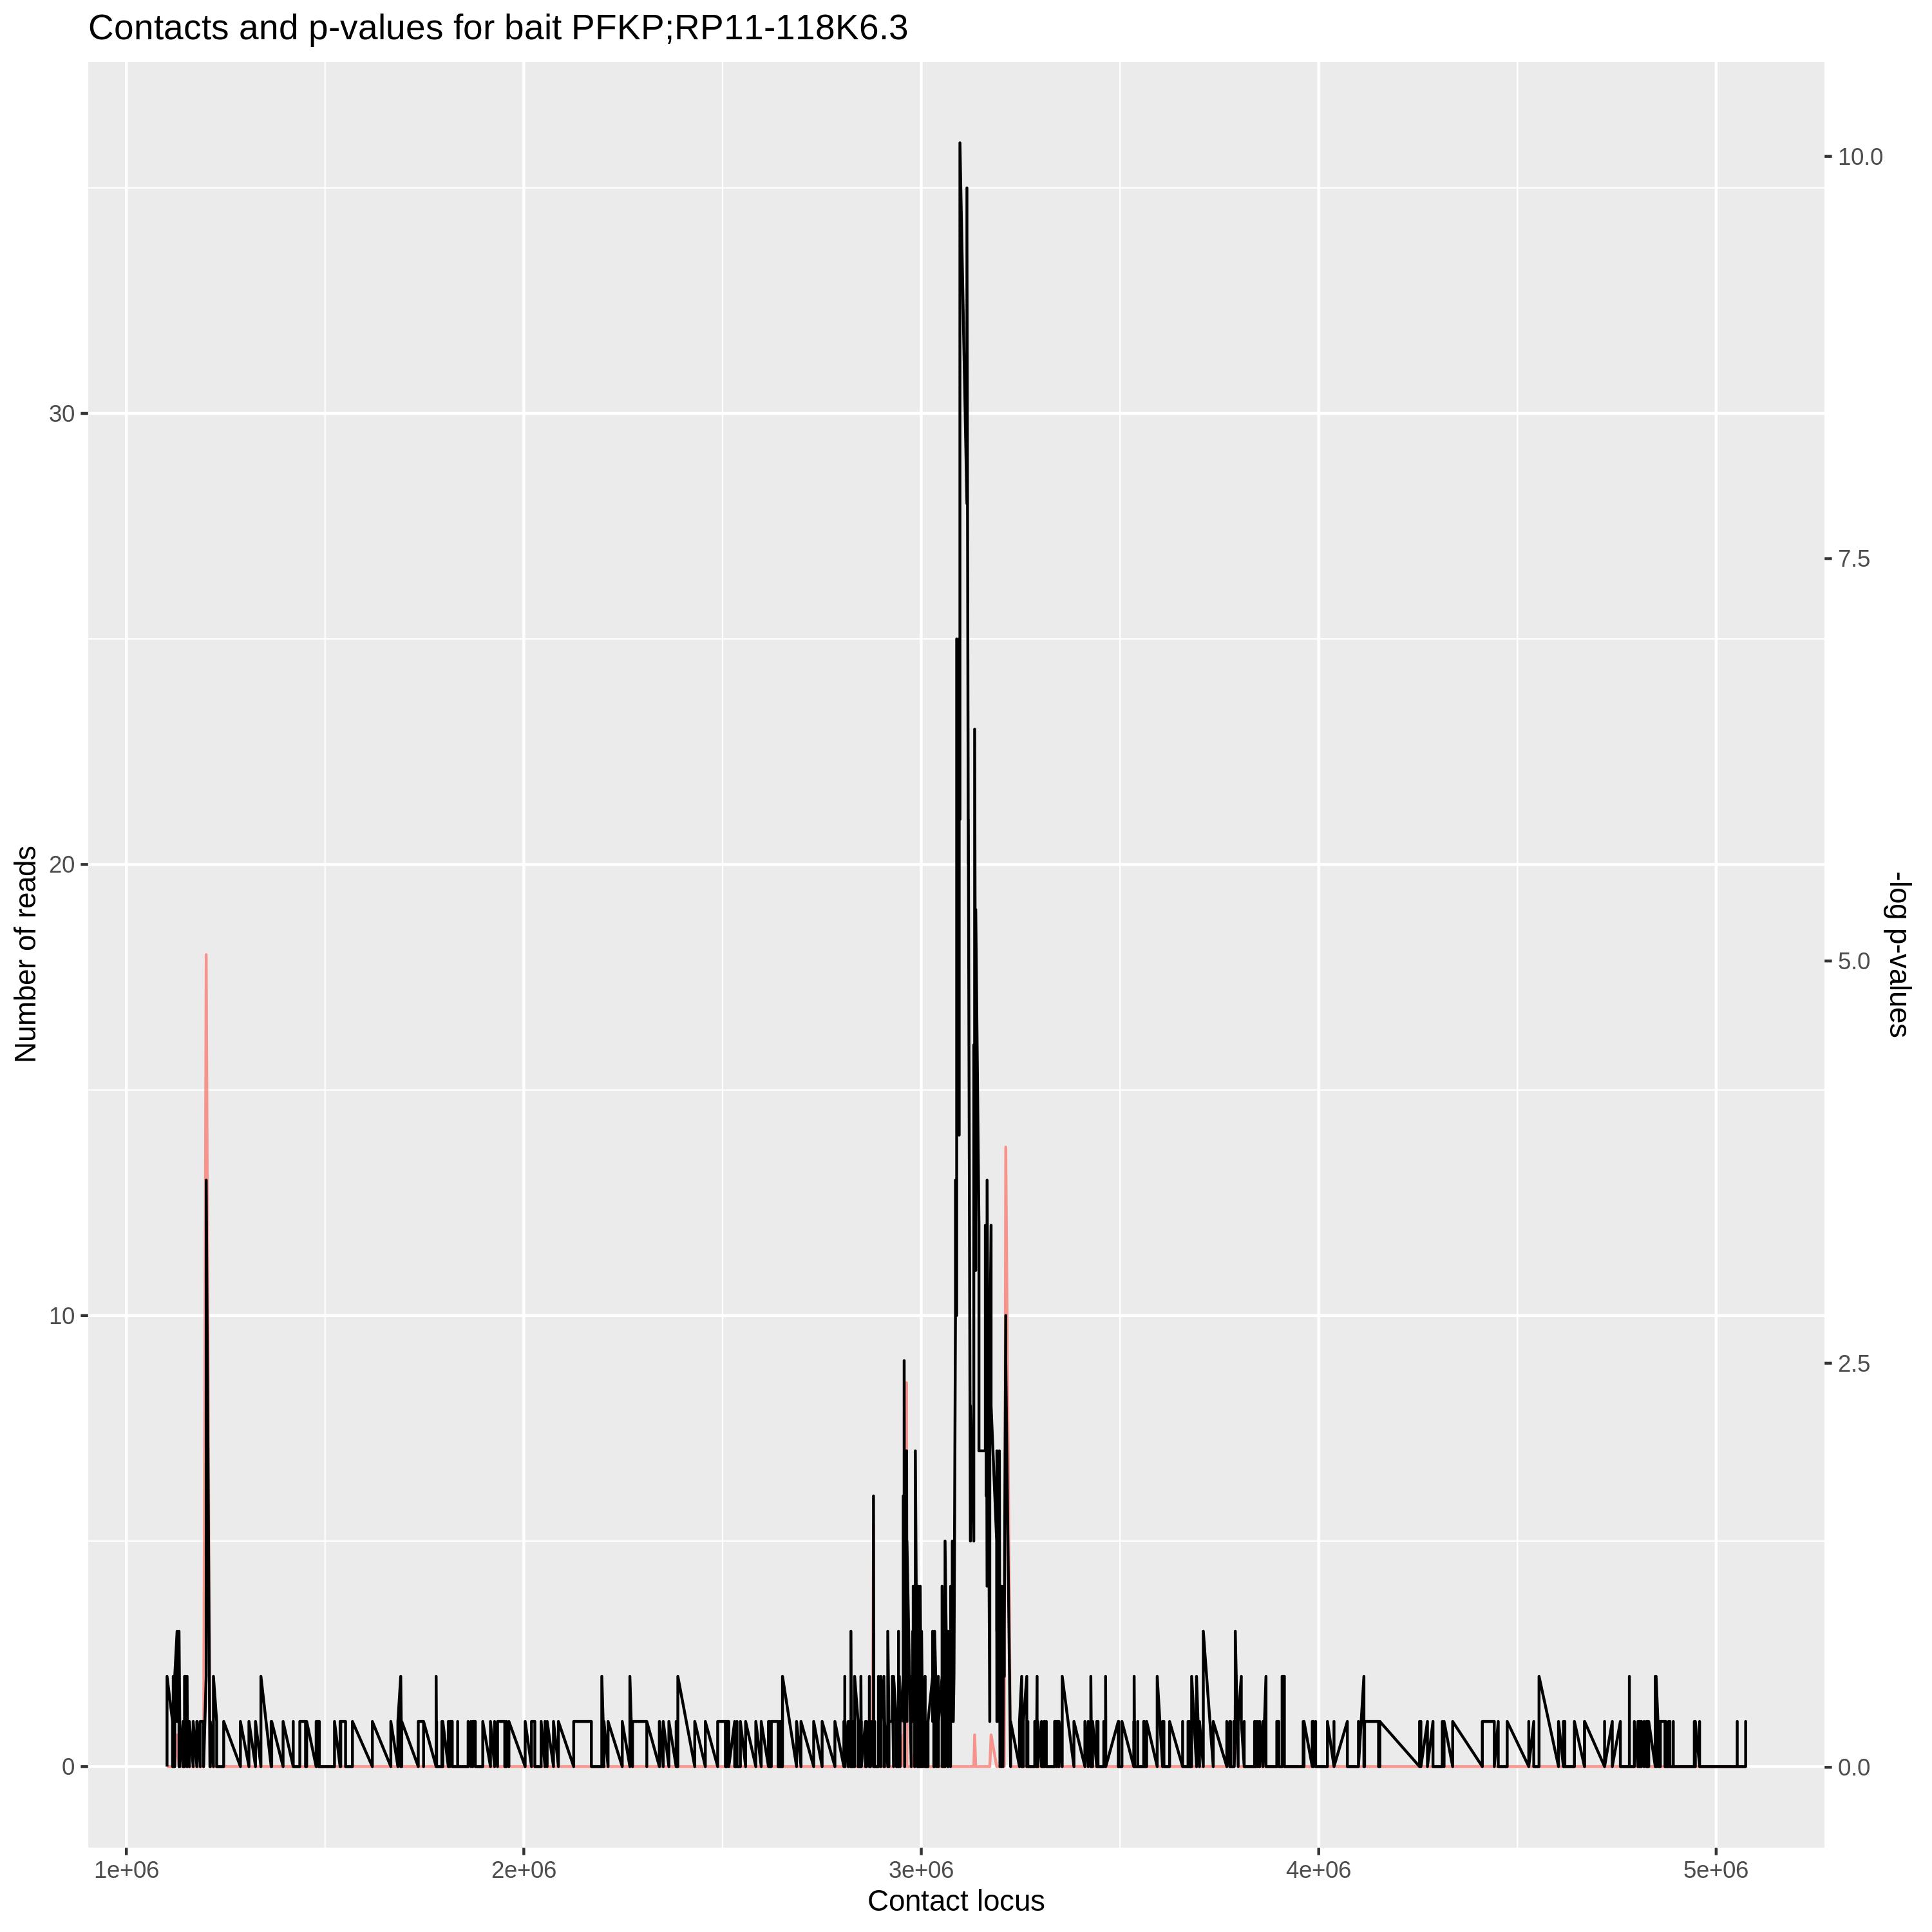 Contacts and p-values for bait PFKP;RP11-118K6.3
Number of reads
30
20
10
0
10.0
7.5
5.0
2.5
0.0
-log p-values
1e+06 2e+06 3e+06 4e+06 5e+06
Contact locus